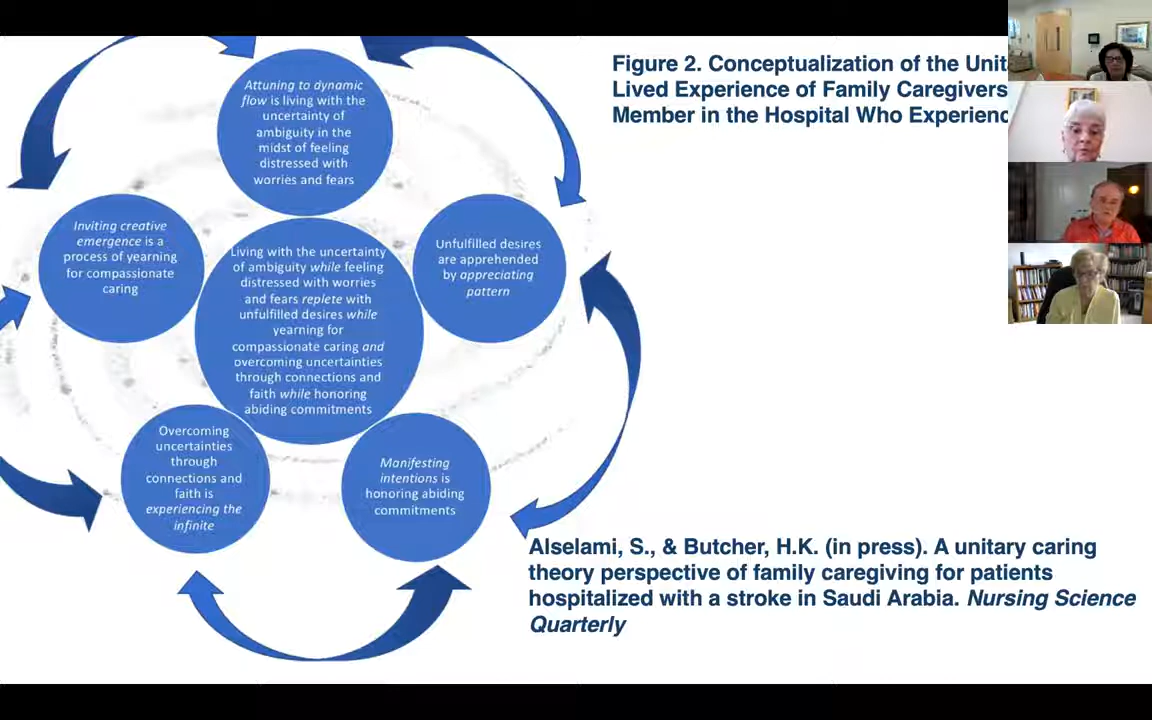 Figure 2. Conceptualization of the Unit
Lived Experience of Family Caregivers
Member in the Hospital Who Experienc
Attuning to dynamic
flow is living with the
uncertainty of
ambiguity in the
midst of feeling
distressed with
worries and fears
Inviting creative
emergence is a
process of yearning
for compassionate
caring
Living with the uncertainty
of ambiguity while feeling
distressed with worries
and fears replete with
unfulfilled desires while
yearning for
compassionate caring and
overcoming uncertainties
through connections and
faith while honoring
abiding commitments
Unfulfilled desires
are apprehended
by appreciating
pattern
Overcoming
uncertainties
through
connections and
faith is
experiencing the
infinite
Manifesting
intentions is
honoring abiding
commitments
Alselami, S., & Butcher, H.K. (in press). A unitary caring
theory perspective of family caregiving for patients
hospitalized with a stroke in Saudi Arabia. Nursing Science
Quarterly